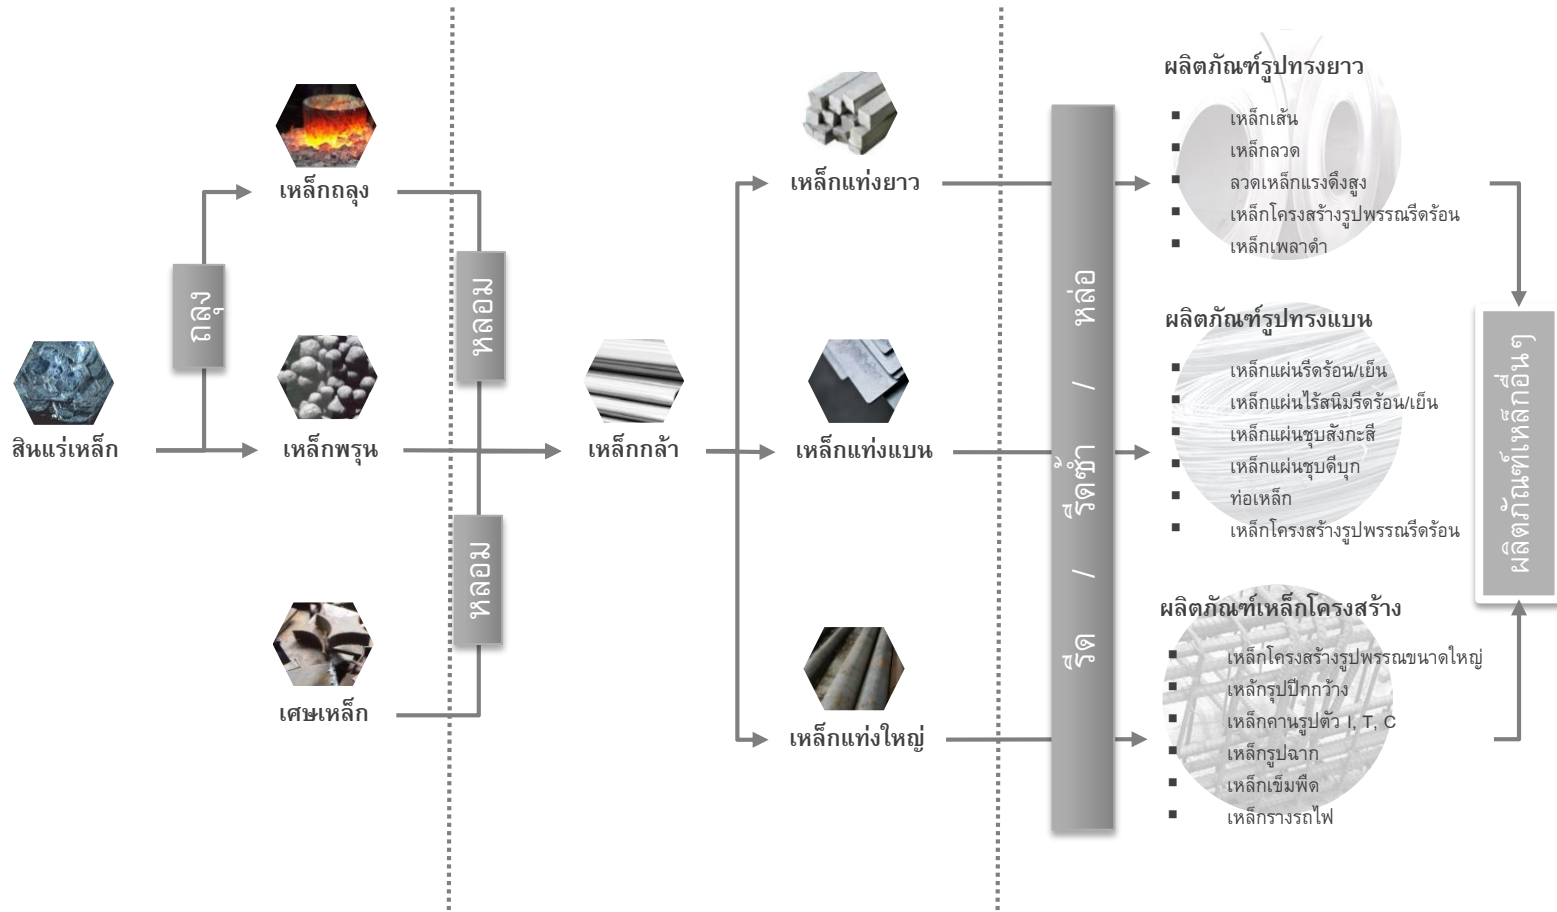 เหล็กถลุง
ถลุง
หลอม
สินแร่เหล็ก
เหล็กพรุน
หลอม
เศษเหล็ก
เหล็กกล้า
เหล็กแท่งยาว
เหล็กแท่งแบน
เหล็กแท่งใหญ่
รีด / รีดซ้ำ / หล่อ
ผลิตภัณฑ์รูปทรงยาว
▪ เหล็กเส้น
▪ เหล็กลวด
▪ ลวดเหล็กแรงดึงสูง
▪ เหล็กโครงสร้างรูปพรรณรีดร้อน
▪ เหล็กเพลาดำ
ผลิตภัณฑ์รูปทรงแบน
▪ เหล็กแผ่นรีดร้อน/เย็น
▪ เหล็กแผ่นไร้สนิมรีดร้อน/เย็น
▪ เหล็กแผ่นชุบสังกะสี
▪ เหล็กแผ่นชุบดีบุก
▪ ท่อเหล็ก
▪ เหล็กโครงสร้างรูปพรรณรีดร้อน
ผลิตภัณฑ์เหล็กโครงสร้าง
▪ เหล็กโครงสร้างรูปพรรณขนาดใหญ่
▪ เหล้กรุปปีกกว้าง
▪ เหล็กคานรูปตัว I, T, C
▪ เหล็กรูปฉาก
▪ เหล็กเข็มพืด
▪ เหล็กรางรถไฟ
ผลิตภัณฑ์เหล็กอื่นๆ